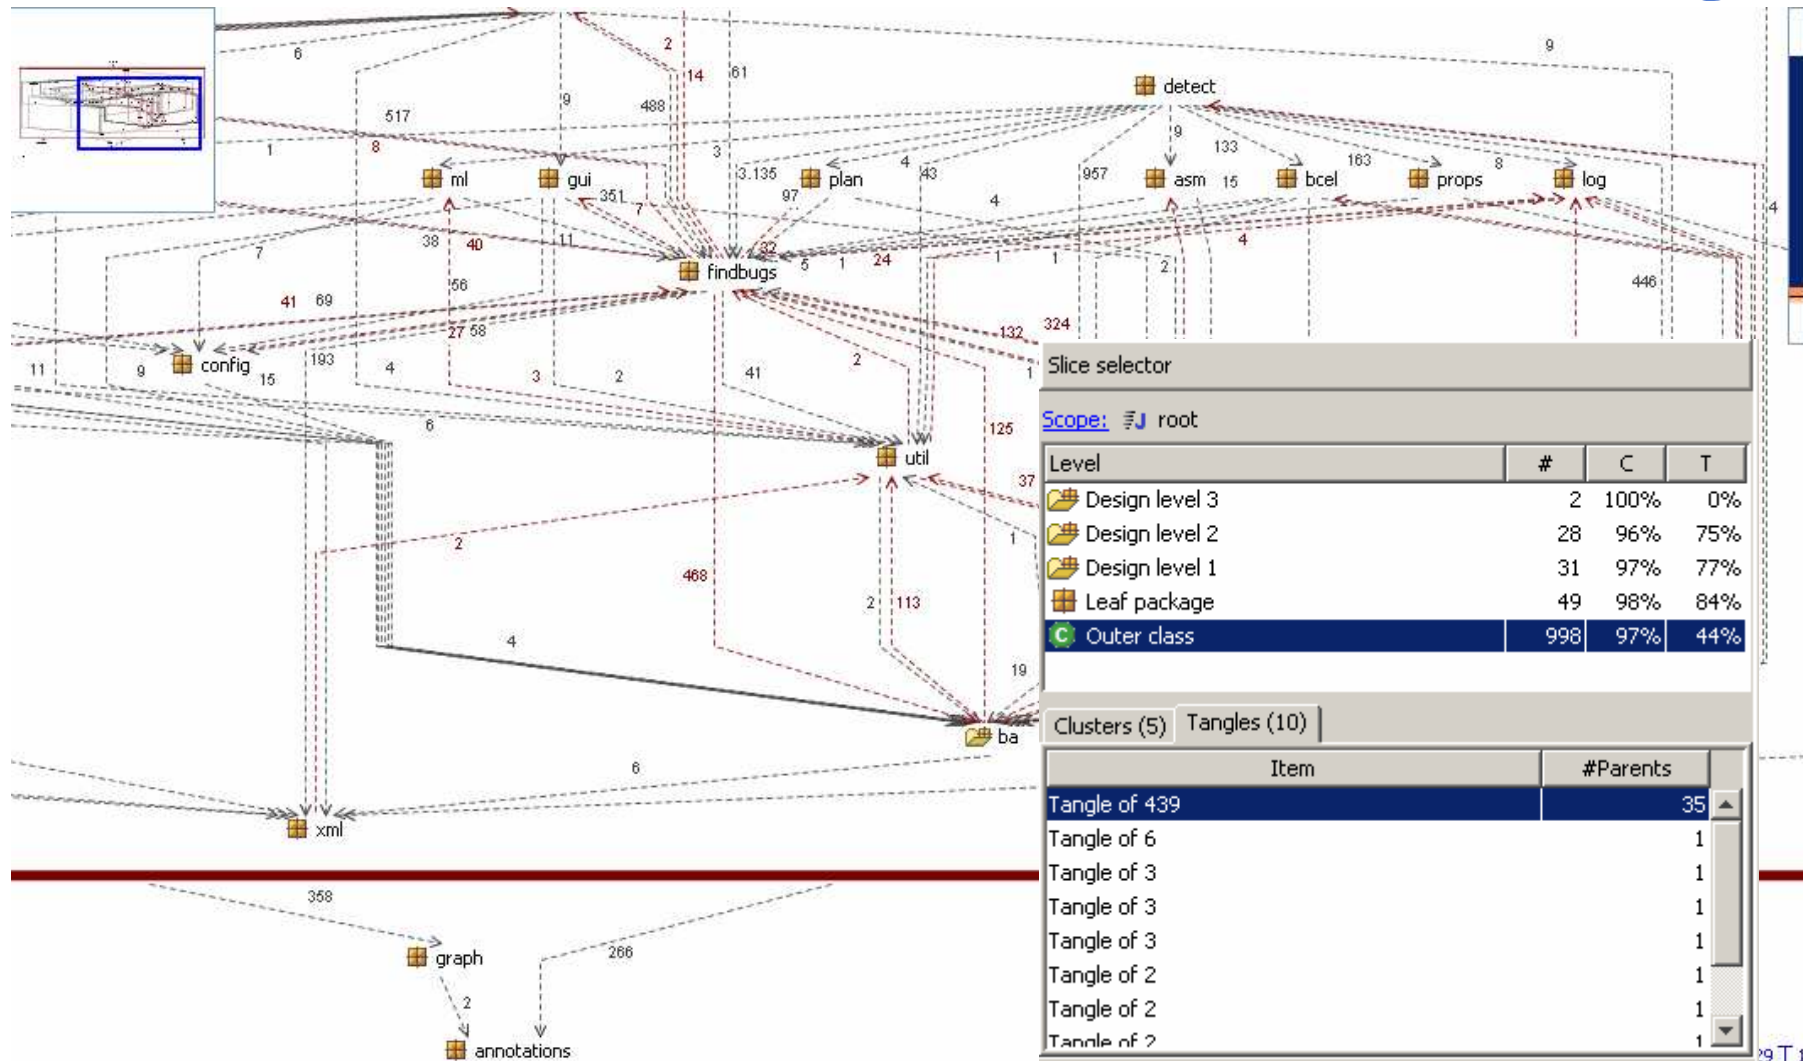 9
6
2
14
61
detect
9
488
517
1
8
3
9
133
163
8
4
ml
gui
3.135
plan
43
957
asm
15
bcel
props
log
351
97
7
4
4
38
40
11
32
7
5
1
24
1
1
4
2
findbugs
446
56
41
69
27
58
132
324
193
config
11
9
15
4
3
2
41
2
1
Slice selector
Scope: root
6
125
util
Level # C T
37
Design level 3 2 100% 0%
2
1
Design level 2 28 96% 75%
468
Design level 1 31 97% 77%
2
113
Leaf package 49 98% 84%
4
Outer class 998 97% 44%
19
Clusters (5) Tangles (10)
ba
6
Item #Parents
Tangle of 439 35
xml
Tangle of 6 1
Tangle of 3 1
358
Tangle of 3 1
Tangle of 3 1
graph
266
Tangle of 2 1
2
Tangle of 2 1
annotations
Tangle of 2 1